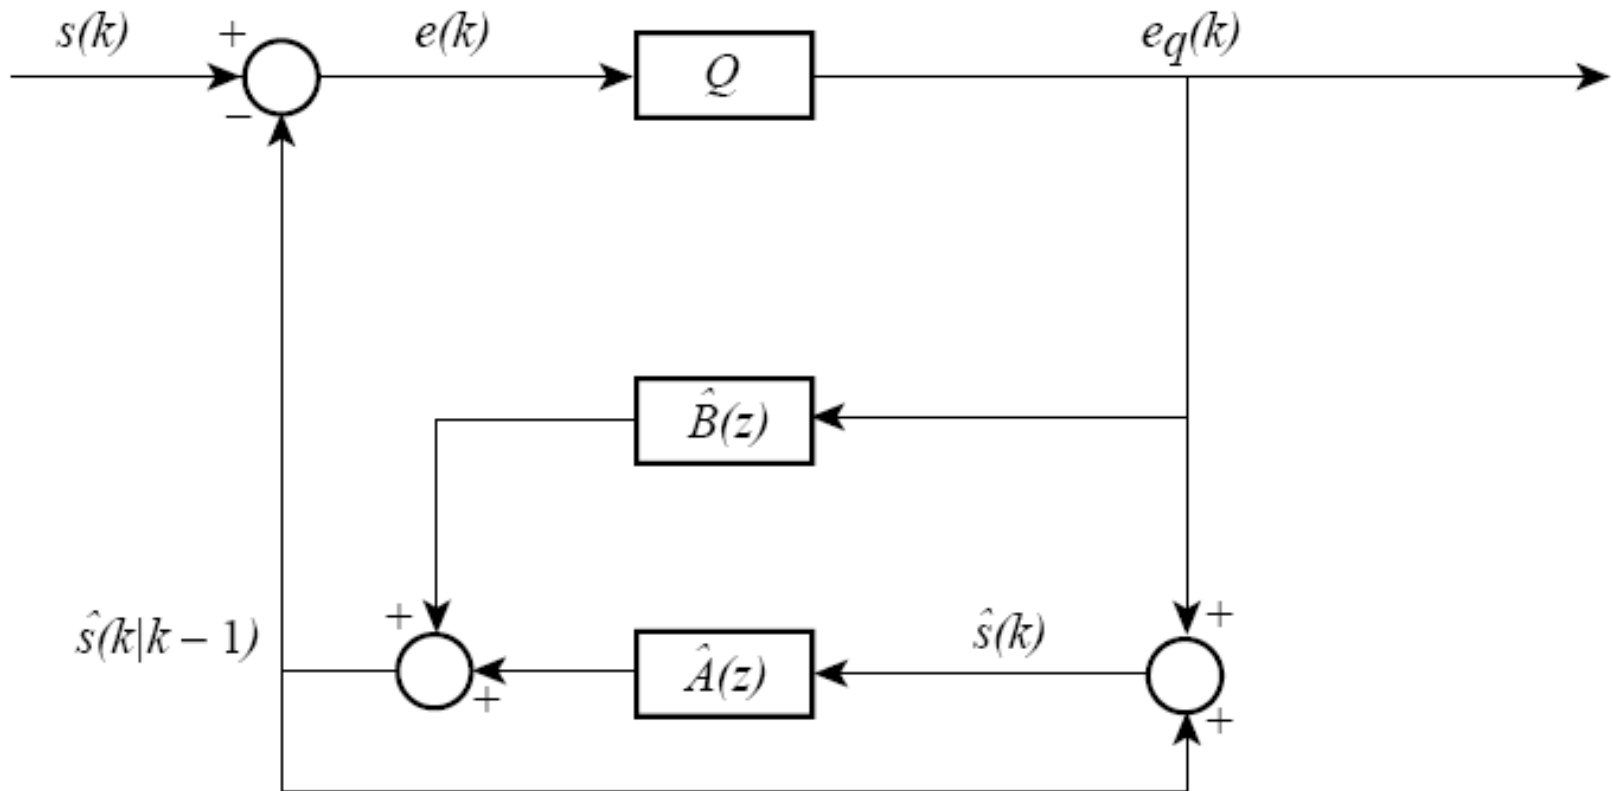 s(k) + e(k) Q e_q(k)
−
B̂(z)
ŝ(k|k − 1) + + Â(z) ŝ(k) +
+